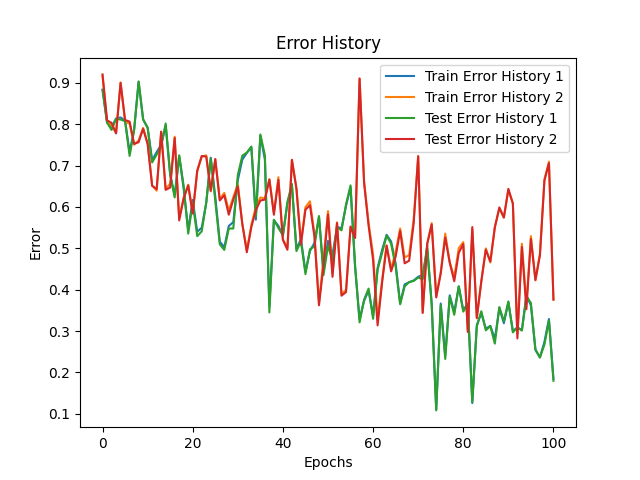 Error History
Train Error History 1
Train Error History 2
Test Error History 1
Test Error History 2
Error
0.9
0.8
0.7
0.6
0.5
0.4
0.3
0.2
0.1
0 20 40 60 80 100
Epochs